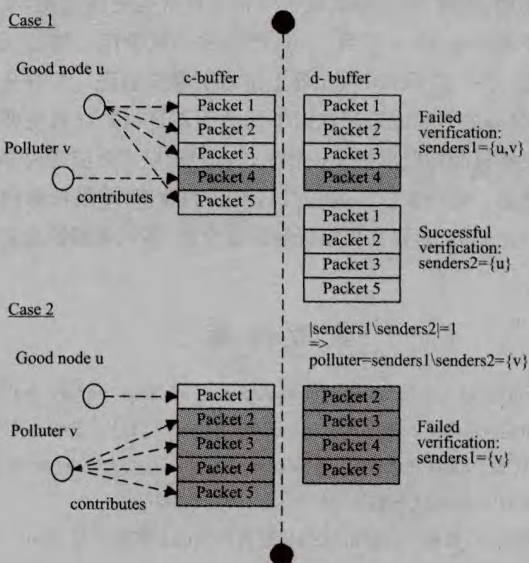 Case 1
Good node u
Polluter v
contributes
c-buffer
Packet 1
Packet 2
Packet 3
Packet 4
Packet 5
d- buffer
Packet 1
Packet 2
Packet 3
Packet 4
Failed
verification:
senders1={u,v}
Packet 1
Packet 2
Packet 3
Packet 5
Successful
verification:
senders2={u}
|senders1\senders2|=1
=>
polluter=senders1\senders2={v}
Case 2
Good node u
Polluter v
contributes
Packet 1
Packet 2
Packet 3
Packet 4
Packet 5
Packet 2
Packet 3
Packet 4
Packet 5
Failed
verification:
senders1={v}